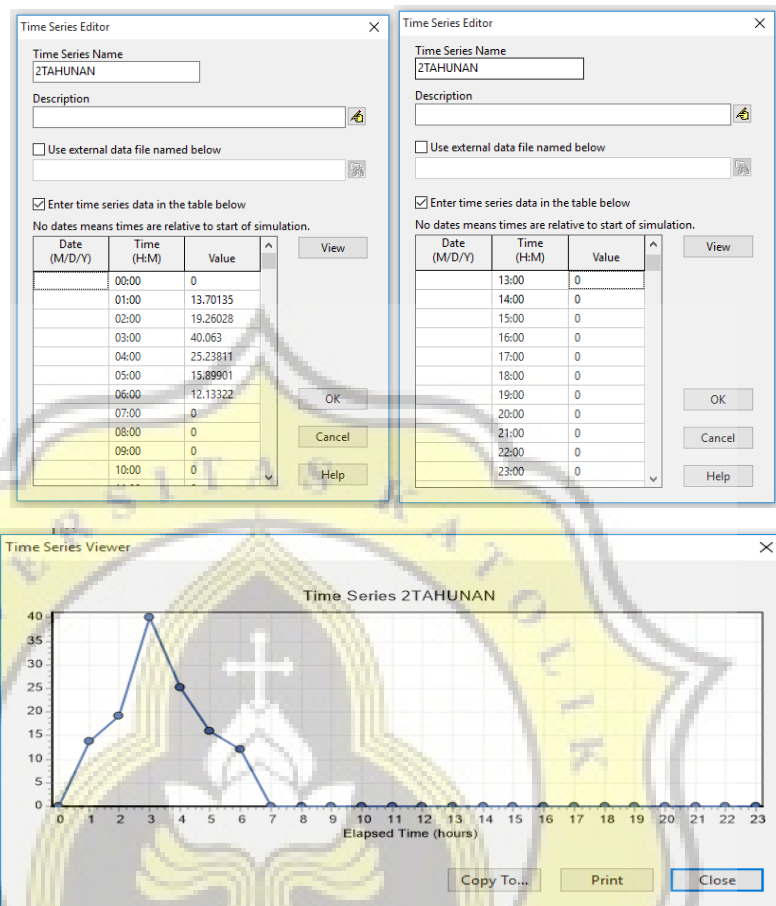 Time Series Editor
Time Series Name
2TAHUNAN
Description
Use external data file named below
Enter time series data in the table below
No dates means times are relative to start of simulation.
Date (M/D/Y) Time (H:M) Value
00:00 0
01:00 13.70135
02:00 19.26028
03:00 40.063
04:00 25.23811
05:00 15.89901
06:00 12.13322
07:00 0
08:00 0
09:00 0
10:00 0
View
OK
Cancel
Help
Time Series Editor
Time Series Name
2TAHUNAN
Description
Use external data file named below
Enter time series data in the table below
No dates means times are relative to start of simulation.
Date (M/D/Y) Time (H:M) Value
13:00 0
14:00 0
15:00 0
16:00 0
17:00 0
18:00 0
19:00 0
20:00 0
21:00 0
22:00 0
23:00 0
View
OK
Cancel
Help
ERSITAS KATOLIK
Time Series Viewer
Time Series 2TAHUNAN
40
35
30
25
20
15
10
5
0
0 1 2 3 4 5 6 7 8 9 10 11 12 13 14 15 16 17 18 19 20 21 22 23
Elapsed Time (hours)
Copy To... Print Close